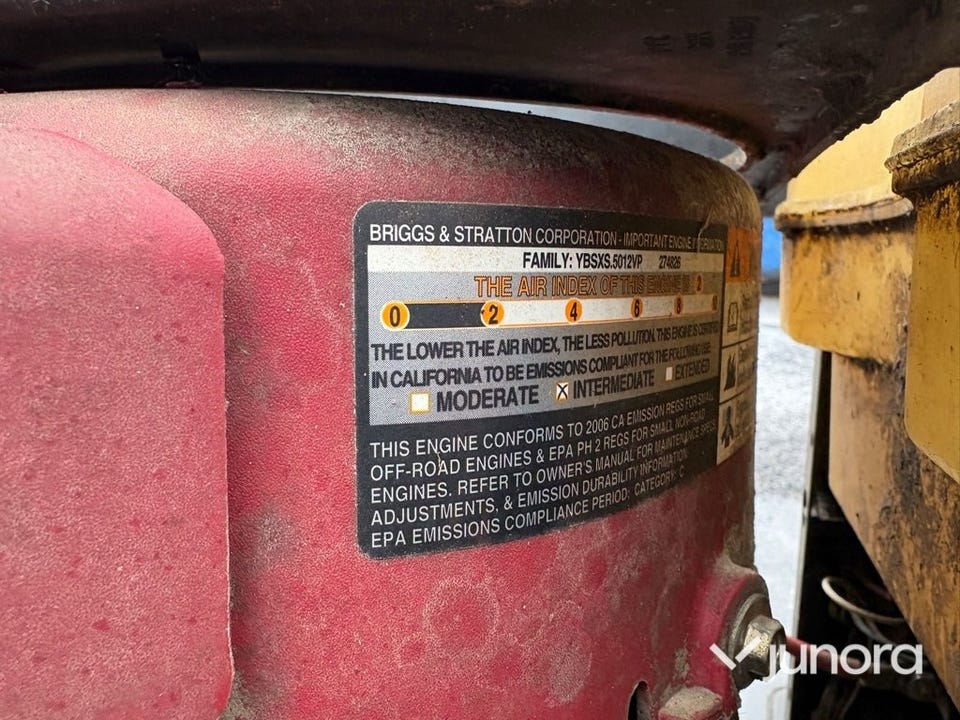 BRIGGS & STRATTON CORPORATION - IMPORTANT ENGINE INFORMATION
FAMILY: YBSXS.5012VP 274826
THE AIR INDEX OF THIS ENGINE IS 2
0 2 4 6 8
THE LOWER THE AIR INDEX, THE LESS POLLUTION. THIS ENGINE IS CERTIFIED
IN CALIFORNIA TO BE EMISSIONS COMPLIANT FOR THE FOLLOWING USE:
MODERATE INTERMEDIATE EXTENDED
THIS ENGINE CONFORMS TO 2006 CA EMISSION REGS FOR SMALL
OFF-ROAD ENGINES & EPA PH 2 REGS FOR SMALL NON-ROAD
ENGINES. REFER TO OWNER'S MANUAL FOR MAINTENANCE SPECS,
ADJUSTMENTS, & EMISSION DURABILITY INFORMATION
EPA EMISSIONS COMPLIANCE PERIOD: CATEGORY: C
junora